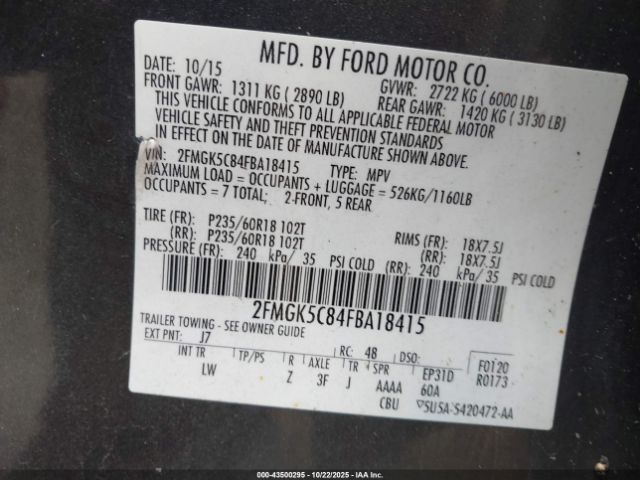 MFD. BY FORD MOTOR CO.
DATE: 10/15 GVWR: 2722 KG ( 6000 LB)
FRONT GAWR: 1311 KG ( 2890 LB) REAR GAWR: 1420 KG ( 3130 LB)
THIS VEHICLE CONFORMS TO ALL APPLICABLE FEDERAL MOTOR
VEHICLE SAFETY AND THEFT PREVENTION STANDARDS
IN EFFECT ON THE DATE OF MANUFACTURE SHOWN ABOVE.
VIN: 2FMGK5C84FBA18415 TYPE: MPV
MAXIMUM LOAD = OCCUPANTS + LUGGAGE = 526KG/1160LB
OCCUPANTS = 7 TOTAL; 2-FRONT, 5 REAR
TIRE (FR): P235/60R18 102T RIMS (FR): 18X7.5J
(RR): P235/60R18 102T (RR): 18X7.5J
PRESSURE (FR): 240 kPa/ 35 PSI COLD (RR): 240 kPa/ 35 PSI COLD
2FMGK5C84FBA18415
TRAILER TOWING - SEE OWNER GUIDE
EXT PNT: J7 RC: 48 DSO: F0120
INT TR TP/PS R AXLE TR SPR EP31D R0173
LW Z 3F J AAAA 60A
CBU ▽SUSA-S420472-AA
© 000-43500295 - 10/22/2025 - IAAI.COM